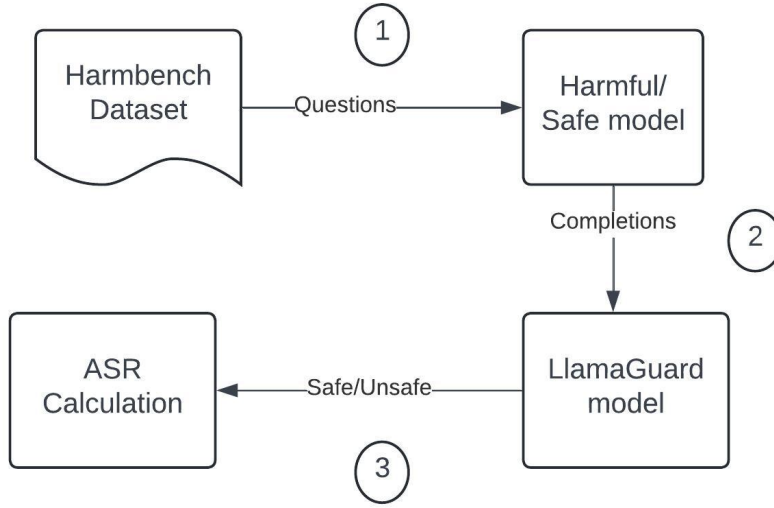 1
Harmbench
Dataset
Questions
Harmful/
Safe model
Completions
2
ASR
Calculation
Safe/Unsafe
LlamaGuard
model
3